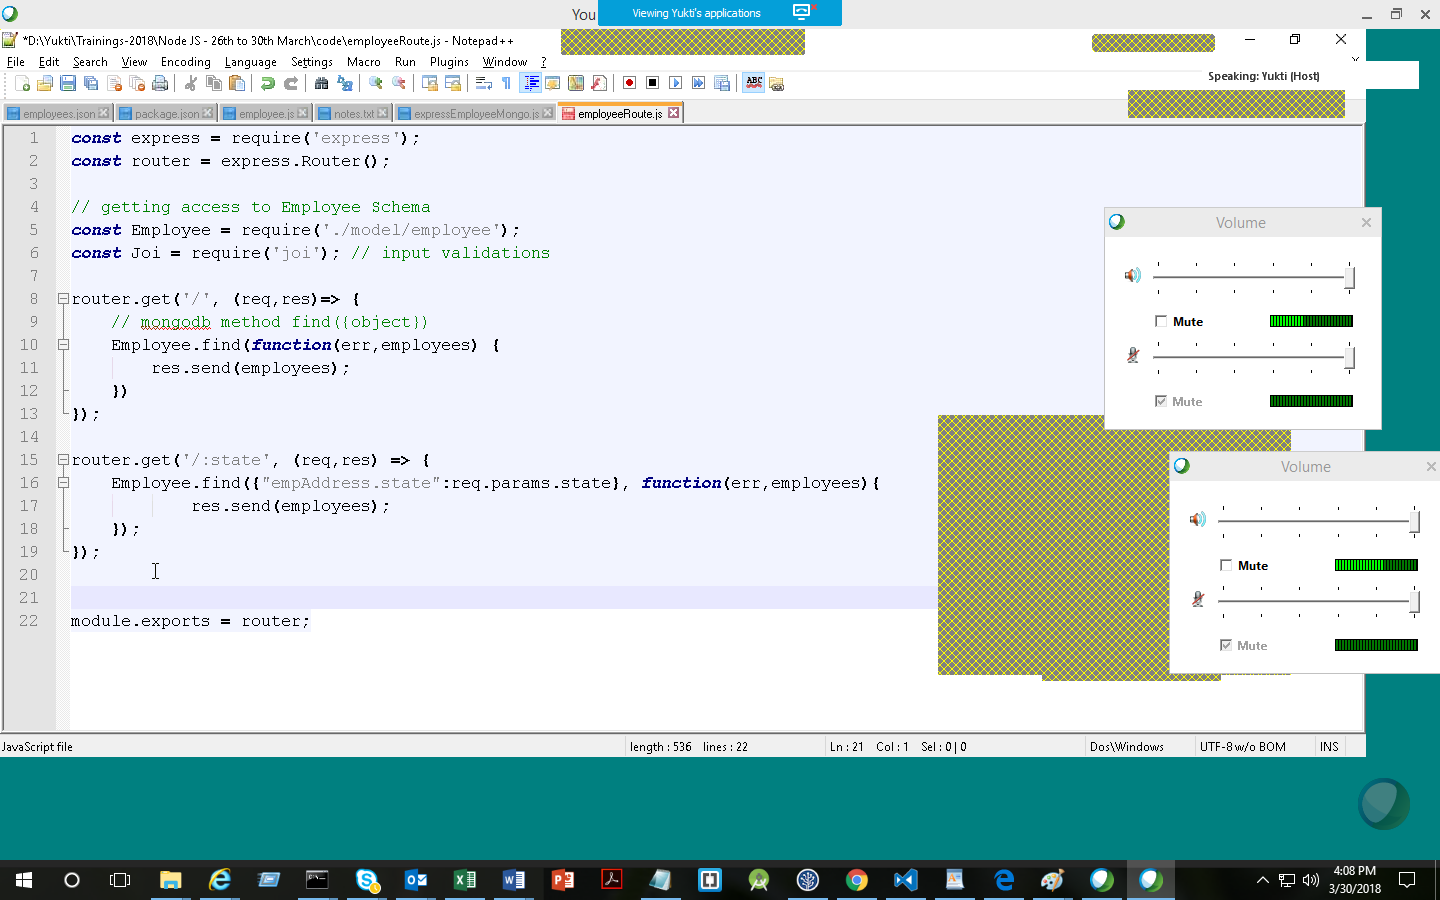 You
Viewing Yukti's applications
*D:\Yukti\Trainings-2018\Node JS - 26th to 30th March\code\employeeRoute.js - Notepad++
File Edit Search View Encoding Language Settings Macro Run Plugins Window ?
Speaking: Yukti (Host)
ABC
employees.json package.json employee.js notes.txt expressEmployeeMongo.js employeeRoute.js
1 const express = require('express');
2 const router = express.Router();
3
4 // getting access to Employee Schema
5 const Employee = require('./model/employee');
6 const Joi = require('joi'); // input validations
7
8 router.get('/', (req,res)=> {
9 // mongodb method find({object})
10 Employee.find(function(err,employees) {
11 res.send(employees);
12 })
13 });
14
15 router.get('/:state', (req,res) => {
16 Employee.find({"empAddress.state":req.params.state}, function(err,employees){
17 res.send(employees);
18 });
19 });
20
21
22 module.exports = router;
Volume
Mute
Mute
Volume
Mute
Mute
JavaScript file length : 536 lines : 22 Ln : 21 Col : 1 Sel : 0 | 0 Dos\Windows UTF-8 w/o BOM INS
4:08 PM
3/30/2018